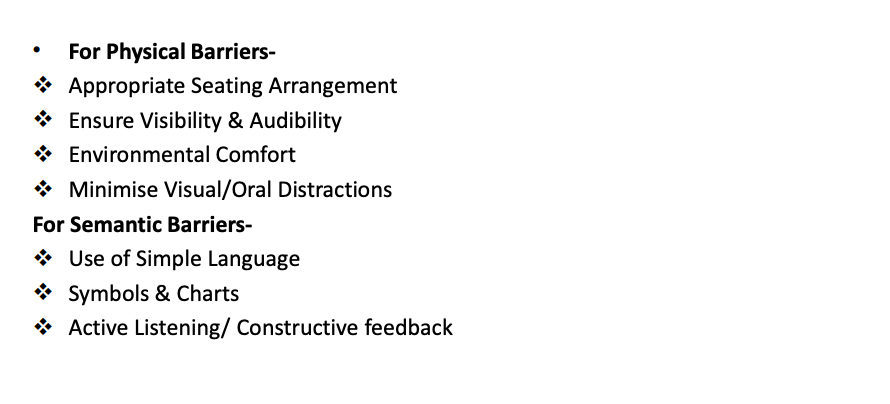 • For Physical Barriers-
❖ Appropriate Seating Arrangement
❖ Ensure Visibility & Audibility
❖ Environmental Comfort
❖ Minimise Visual/Oral Distractions
For Semantic Barriers-
❖ Use of Simple Language
❖ Symbols & Charts
❖ Active Listening/ Constructive feedback